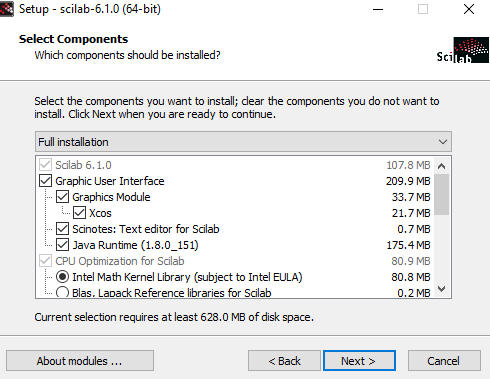 Setup - scilab-6.1.0 (64-bit)
Select Components
Which components should be installed?
Scilab
Select the components you want to install; clear the components you do not want to
install. Click Next when you are ready to continue.
Full installation
Scilab 6.1.0 107.8 MB
Graphic User Interface 209.9 MB
Graphics Module 33.7 MB
Xcos 21.7 MB
Scinotes: Text editor for Scilab 0.7 MB
Java Runtime (1.8.0_151) 175.4 MB
CPU Optimization for Scilab 80.9 MB
Intel Math Kernel Library (subject to Intel EULA) 80.8 MB
Blas, Lapack Reference libraries for Scilab 0.2 MB
Current selection requires at least 628.0 MB of disk space.
About modules ... < Back Next > Cancel